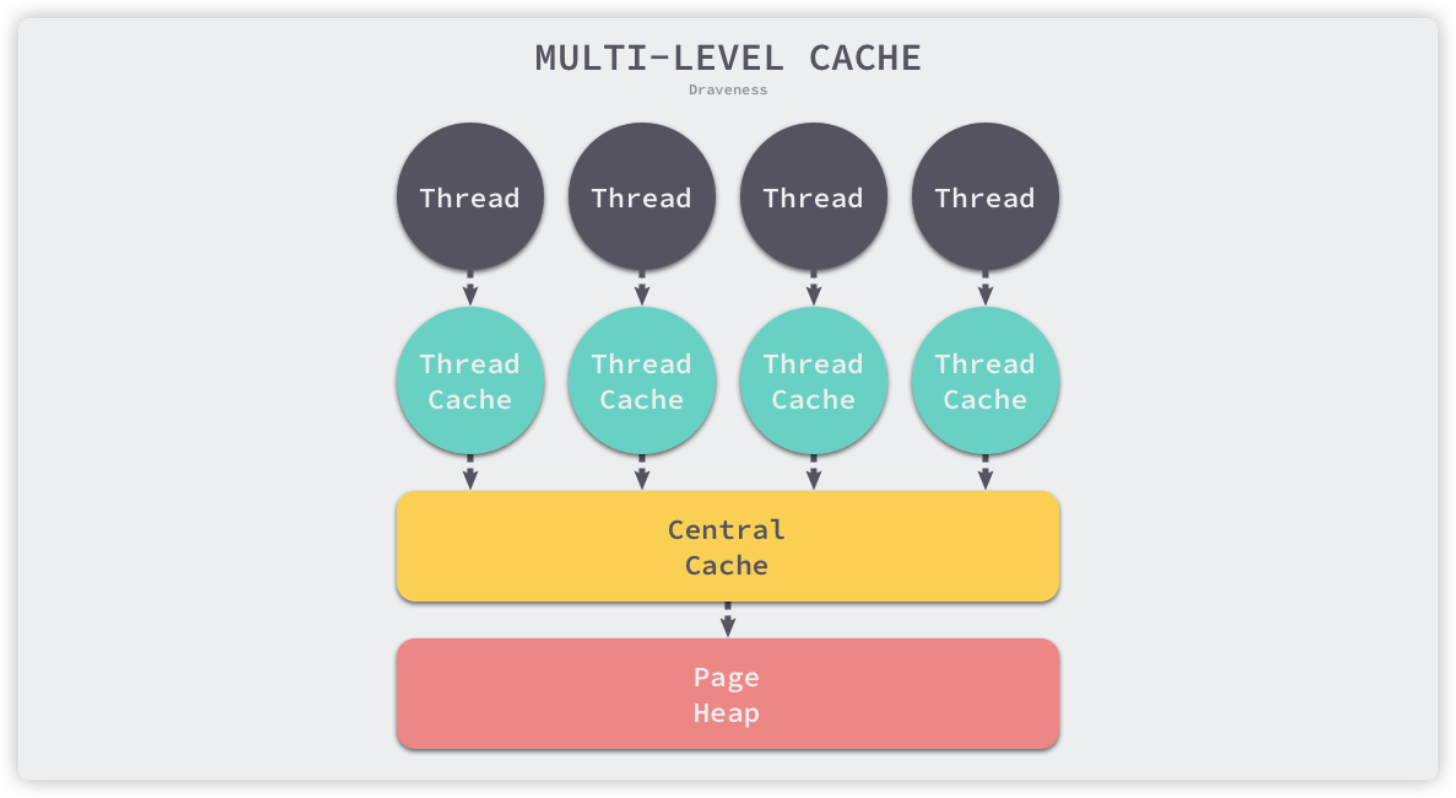 MULTI-LEVEL CACHE
Draveness
Thread
Thread
Thread
Thread
Thread
Cache
Thread
Cache
Thread
Cache
Thread
Cache
Central
Cache
Page
Heap